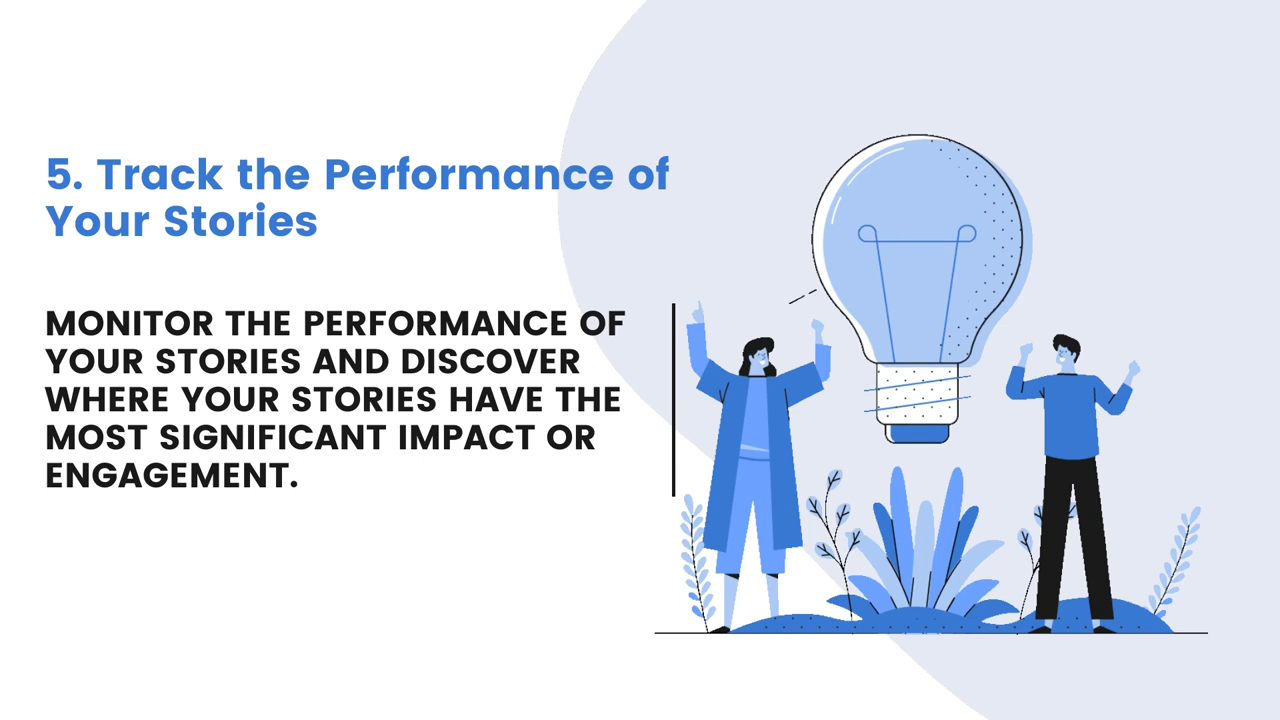 5. Track the Performance of
Your Stories
MONITOR THE PERFORMANCE OF
YOUR STORIES AND DISCOVER
WHERE YOUR STORIES HAVE THE
MOST SIGNIFICANT IMPACT OR
ENGAGEMENT.